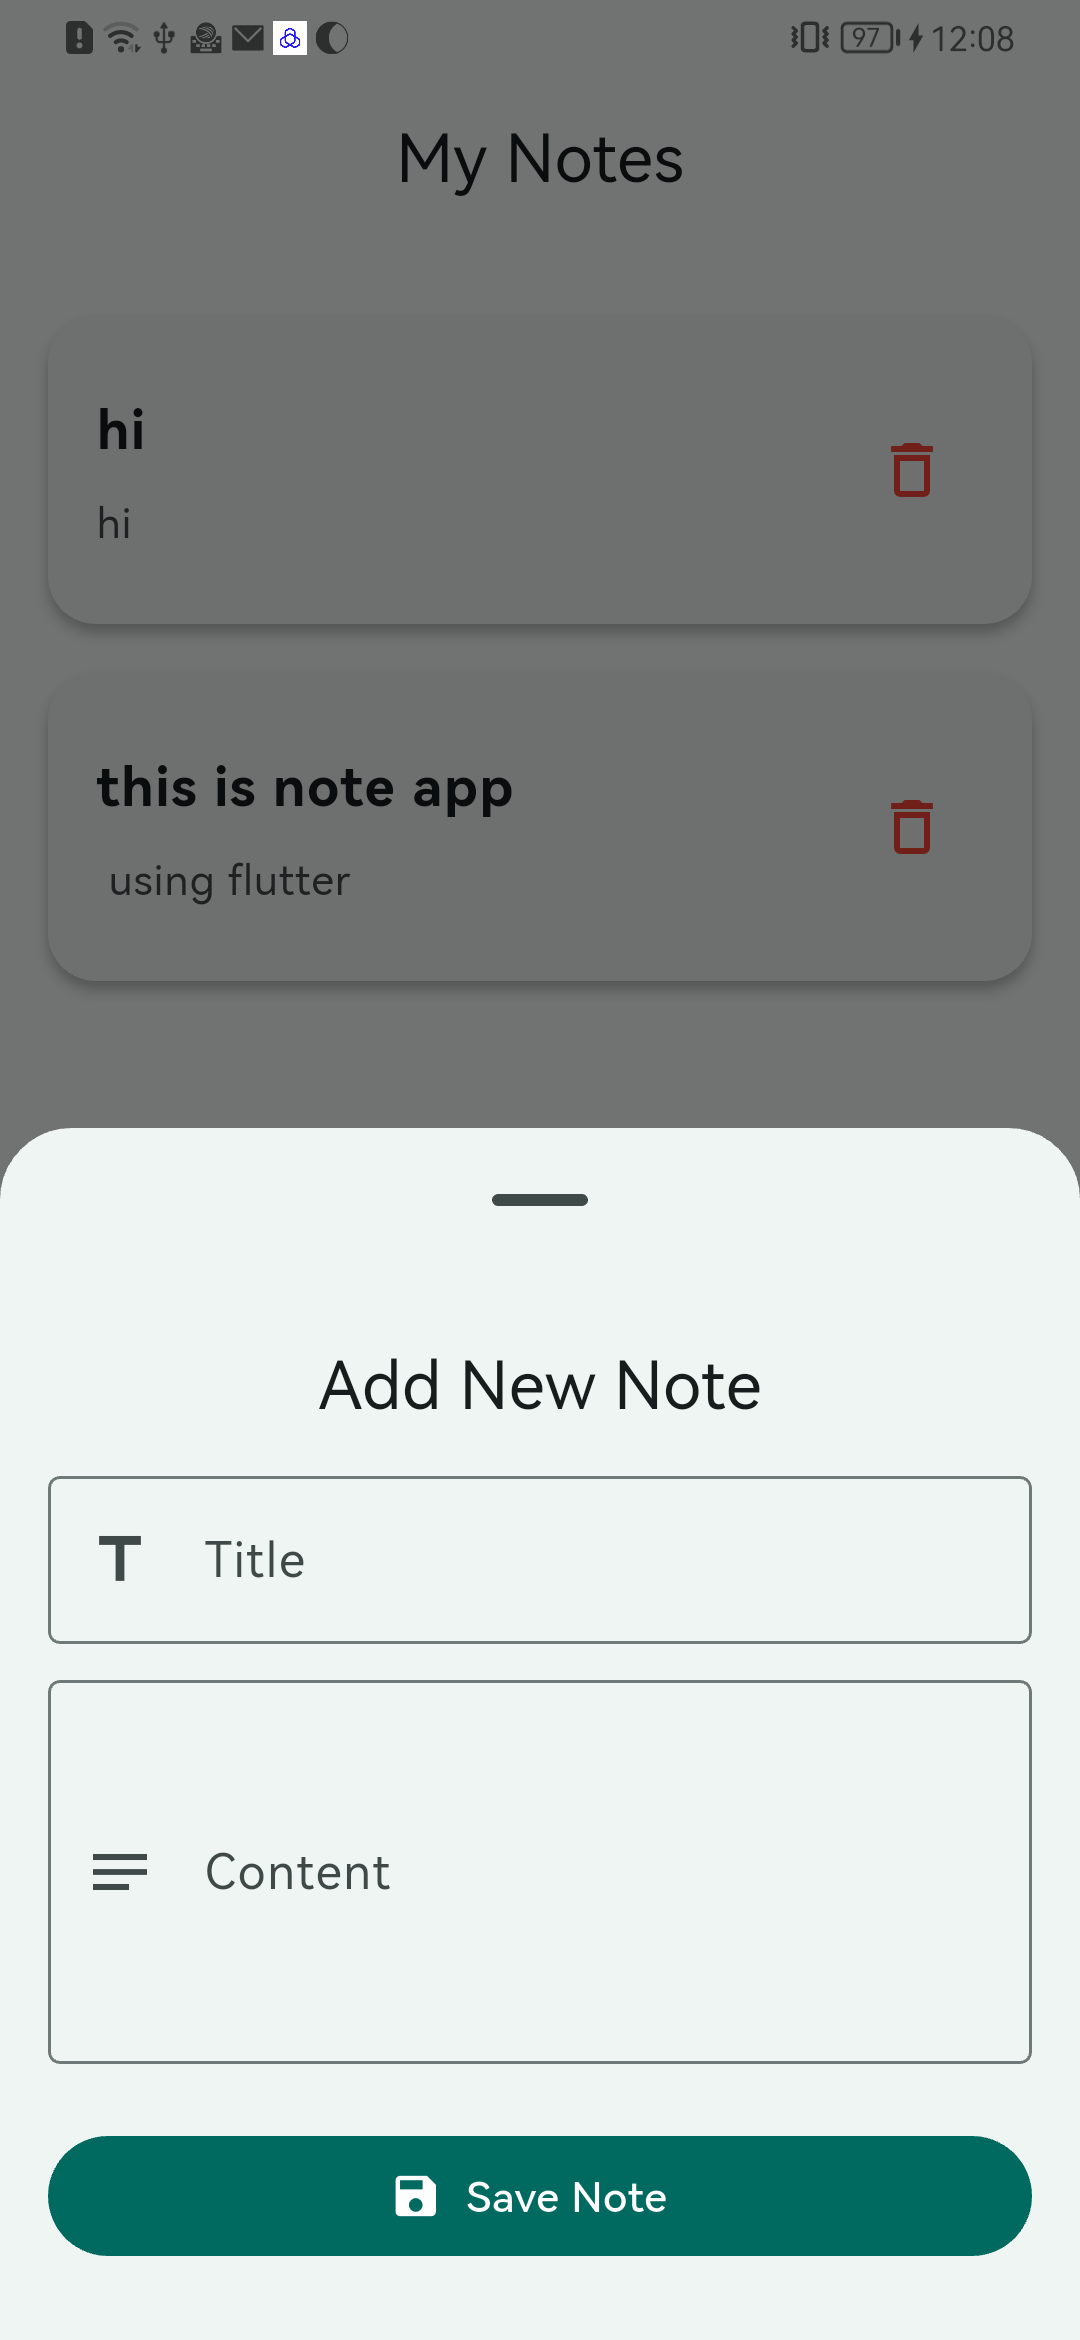 97 12:08
My Notes
hi
hi
this is note app
using flutter
Add New Note
Title
Content
Save Note